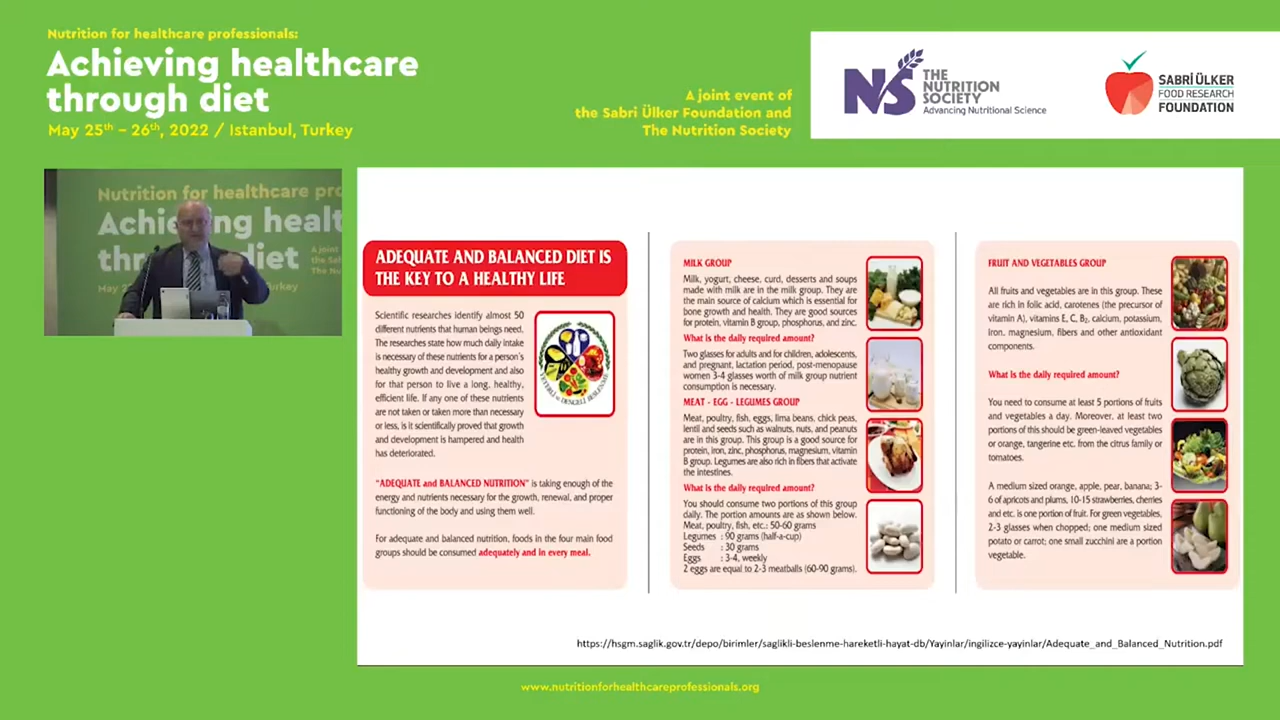 Nutrition for healthcare professionals:
Achieving healthcare
through diet
May 25th – 26th, 2022 / Istanbul, Turkey
A joint event of
the Sabri Ülker Foundation and
The Nutrition Society
NS THE
NUTRITION
SOCIETY
Advancing Nutritional Science
SABRİ ÜLKER
FOOD RESEARCH
FOUNDATION
Nutrition for healthcare pro
Achieving healt
through diet
A joint
the Sab
The Nu
May 25
Turkey
ADEQUATE AND BALANCED DIET IS
THE KEY TO A HEALTHY LIFE
Scientific researches identify almost 50
different nutrients that human beings need.
The researches state how much daily intake
is necessary of these nutrients for a person's
healthy growth and development and also
for that person to live a long, healthy,
efficient life. If any one of these nutrients
are not taken or taken more than necessary
or less, is it scientifically proved that growth
and development is hampered and health
has deteriorated.
YETERLİ ve DENGELİ BESLENME
"ADEQUATE and BALANCED NUTRITION" is taking enough of the
energy and nutrients necessary for the growth, renewal, and proper
functioning of the body and using them well.
For adequate and balanced nutrition, foods in the four main food
groups should be consumed adequately and in every meal.
MILK GROUP
Milk, yogurt, cheese, curd, desserts and soups
made with milk are in the milk group. They are
the main source of calcium which is essential for
bone growth and health. They are good sources
for protein, vitamin B group, phosphorus, and zinc.
What is the daily required amount?
Two glasses for adults and for children, adolescents,
and pregnant, lactation period, post-menopause
women 3-4 glasses worth of milk group nutrient
consumption is necessary.
MEAT - EGG - LEGUMES GROUP
Meat, poultry, fish, eggs, lima beans, chick peas,
lentil and seeds such as walnuts, nuts, and peanuts
are in this group. This group is a good source for
protein, iron, zinc, phosphorus, magnesium, vitamin
B group. Legumes are also rich in fibers that activate
the intestines.
What is the daily required amount?
You should consume two portions of this group
daily. The portion amounts are as shown below.
Meat, poultry, fish, etc.: 50-60 grams
Legumes : 90 grams (half-a-cup)
Seeds : 30 grams
Eggs : 3-4, weekly
2 eggs are equal to 2-3 meatballs (60-90 grams).
FRUIT AND VEGETABLES GROUP
All fruits and vegetables are in this group. These
are rich in folic acid, carotenes (the precursor of
vitamin A), vitamins E, C, B2, calcium, potassium,
iron, magnesium, fibers and other antioxidant
components.
What is the daily required amount?
You need to consume at least 5 portions of fruits
and vegetables a day. Moreover, at least two
portions of this should be green-leaved vegetables
or orange, tangerine etc. from the citrus family or
tomatoes.
A medium sized orange, apple, pear, banana; 3-
6 of apricots and plums, 10-15 strawberries, cherries
and etc. is one portion of fruit. For green vegetables,
2-3 glasses when chopped; one medium sized
potato or carrot; one small zucchini are a portion
vegetable.
https://hsgm.saglik.gov.tr/depo/birimler/saglikli-beslenme-hareketli-hayat-db/Yayinlar/ingilizce-yayinlar/Adequate_and_Balanced_Nutrition.pdf
www.nutritionforhealthcareprofessionals.org